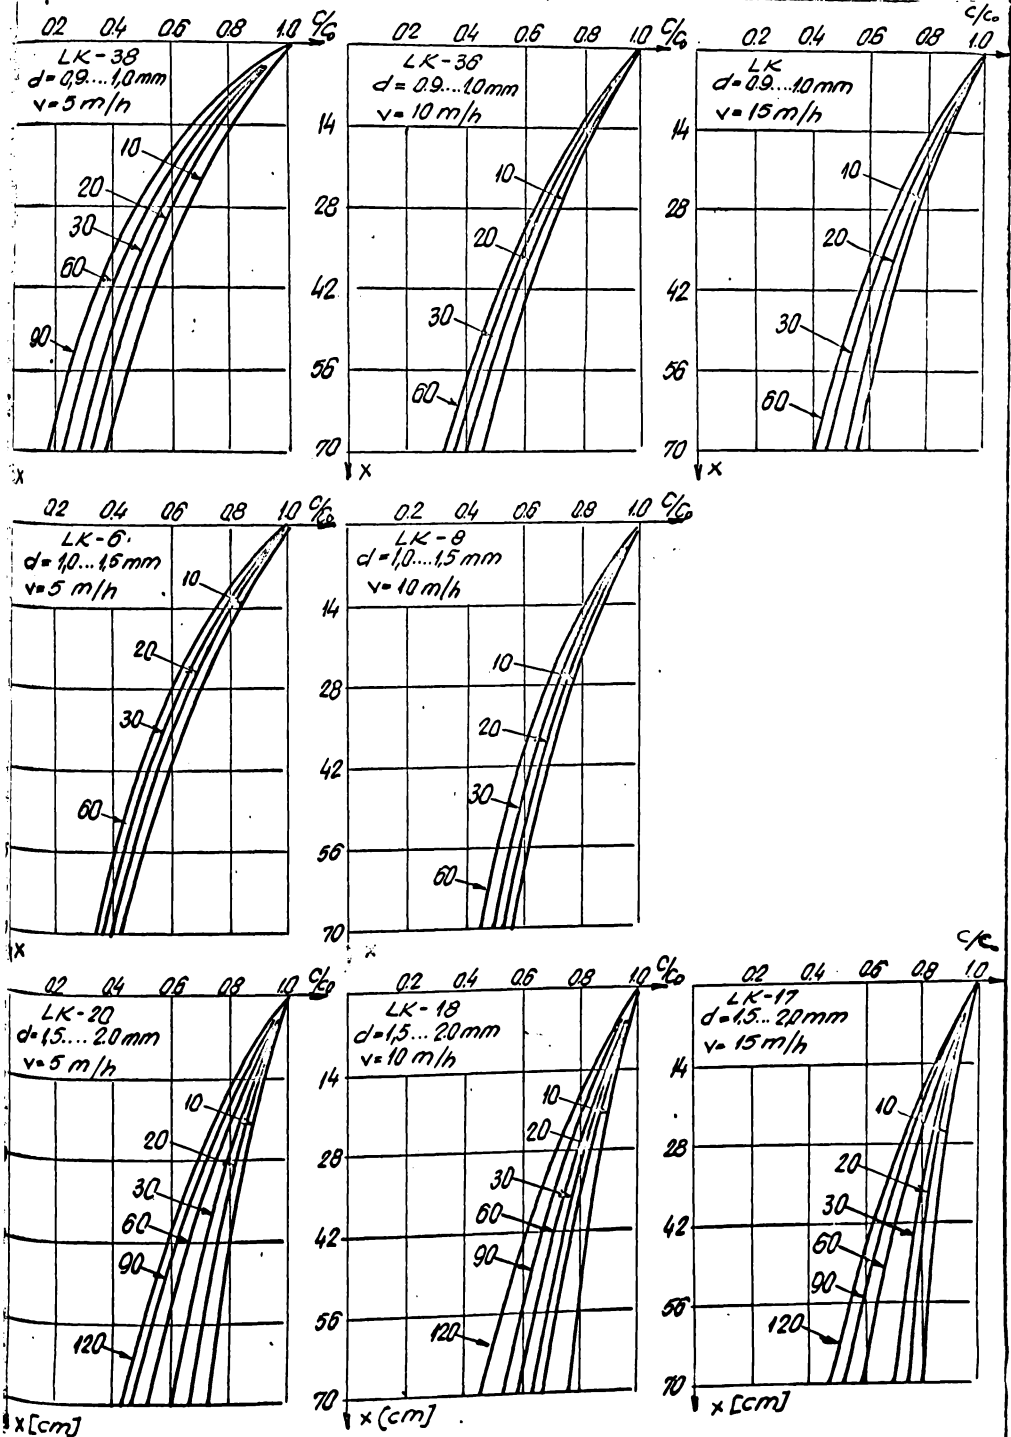 0.2 0.4 0.6 0.8 1.0 C/C₀
LK-38
d=0,9...1,0mm
v=5m/h
10
20
30
60
90
x
0.2 0.4 0.6 0.8 1.0 C/C₀
LK-36
d=0.9...1.0mm
v=10m/h
14
10
28
20
42
30
56
60
70
x
C/C₀
0.2 0.4 0.6 0.8 1.0
LK
d=0.9...1.0mm
v=15m/h
14
10
28
20
42
30
56
60
70
x
0.2 0.4 0.6 0.8 1.0 C/C₀
LK-6
d=1,0...1,5mm
v=5 m/h
10
20
30
60
x
0.2 0.4 0.6 0.8 1.0 C/C₀
LK-8
d=1,0....1,5mm
v=10m/h
14
10
28
20
42
30
56
60
70
x
0.2 0.4 0.6 0.8 1.0 C/C₀
LK-20
d=1,5.... 2.0mm
v=5 m/h
10
20
30
60
90
120
x[cm]
0.2 0.4 0.6 0.8 1.0 C/C₀
LK-18
d=1,5...2.0mm
v=10 m/h
14
10
20
28
30
60
42
90
56
120
70
x(cm]
C/C₀
0.2 0.4 0.6 0.8 1.0
LK-17
d=1.5...2,0mm
v=15m/h
14
10
28
20
30
42
60
90
56
120
70
x[cm]